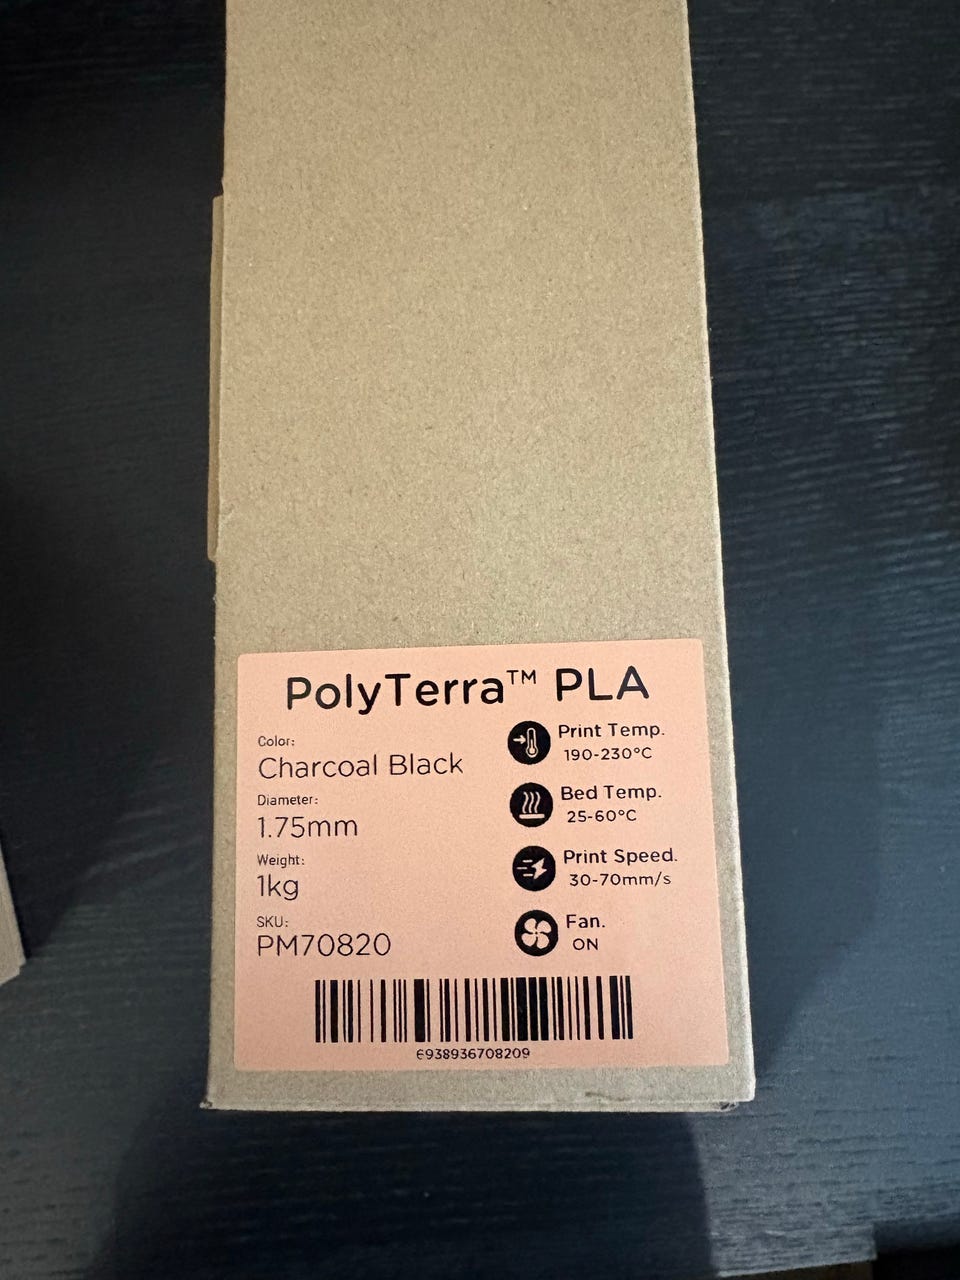 PolyTerra™ PLA
Color:
Charcoal Black
Diameter:
1.75mm
Weight:
1kg
SKU:
PM70820
Print Temp.
190-230°C
Bed Temp.
25-60°C
Print Speed.
30-70mm/s
Fan.
ON
6938936708209